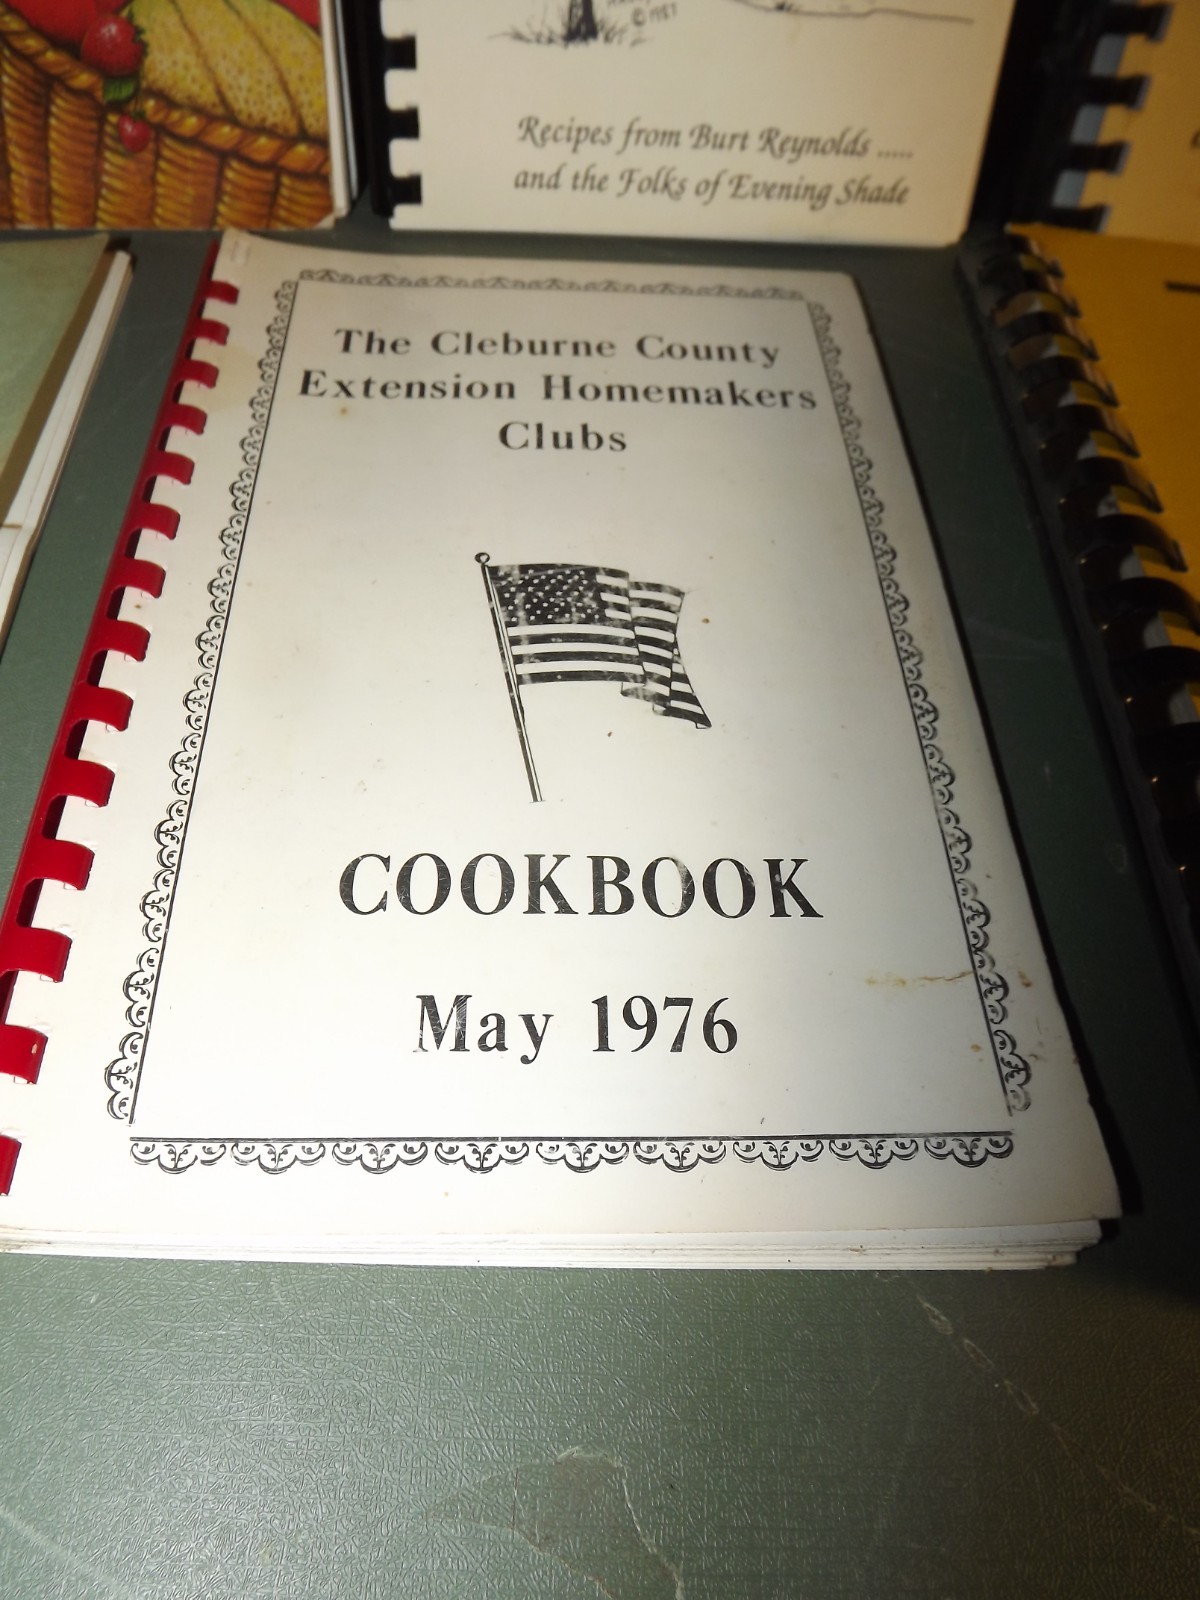 © 1987
Recipes from Burt Reynolds .....
and the Folks of Evening Shade
The Cleburne County
Extension Homemakers
Clubs
COOKBOOK
May 1976